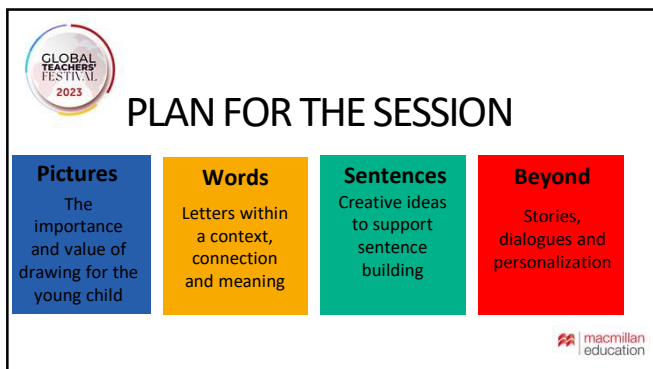 GLOBAL
TEACHERS'
FESTIVAL
2023
PLAN FOR THE SESSION
Pictures
The
importance
and value of
drawing for the
young child
Words
Letters within
a context,
connection
and meaning
Sentences
Creative ideas
to support
sentence
building
Beyond
Stories,
dialogues and
personalization
macmillan
education